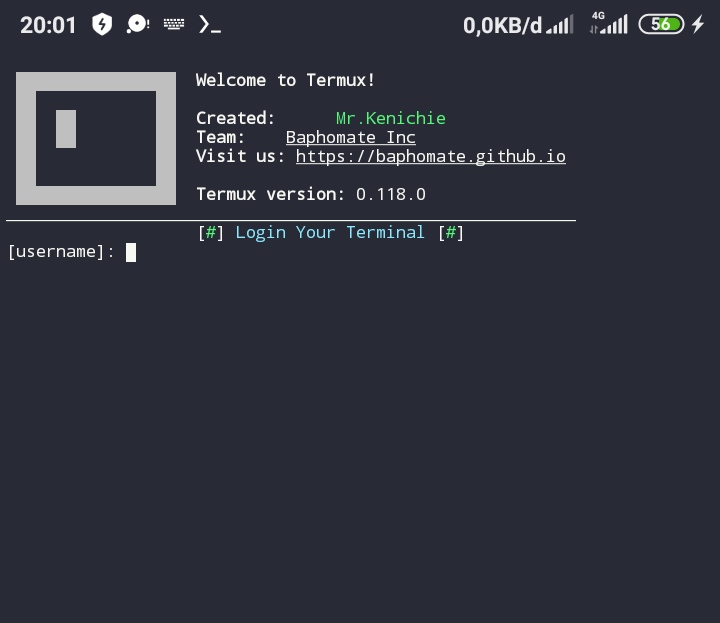 20:01 0,0KB/d 4G 56
Welcome to Termux!
Created: Mr.Kenichie
Team: Baphomate Inc
Visit us: https://baphomate.github.io
Termux version: 0.118.0
[#] Login Your Terminal [#]
[username]: